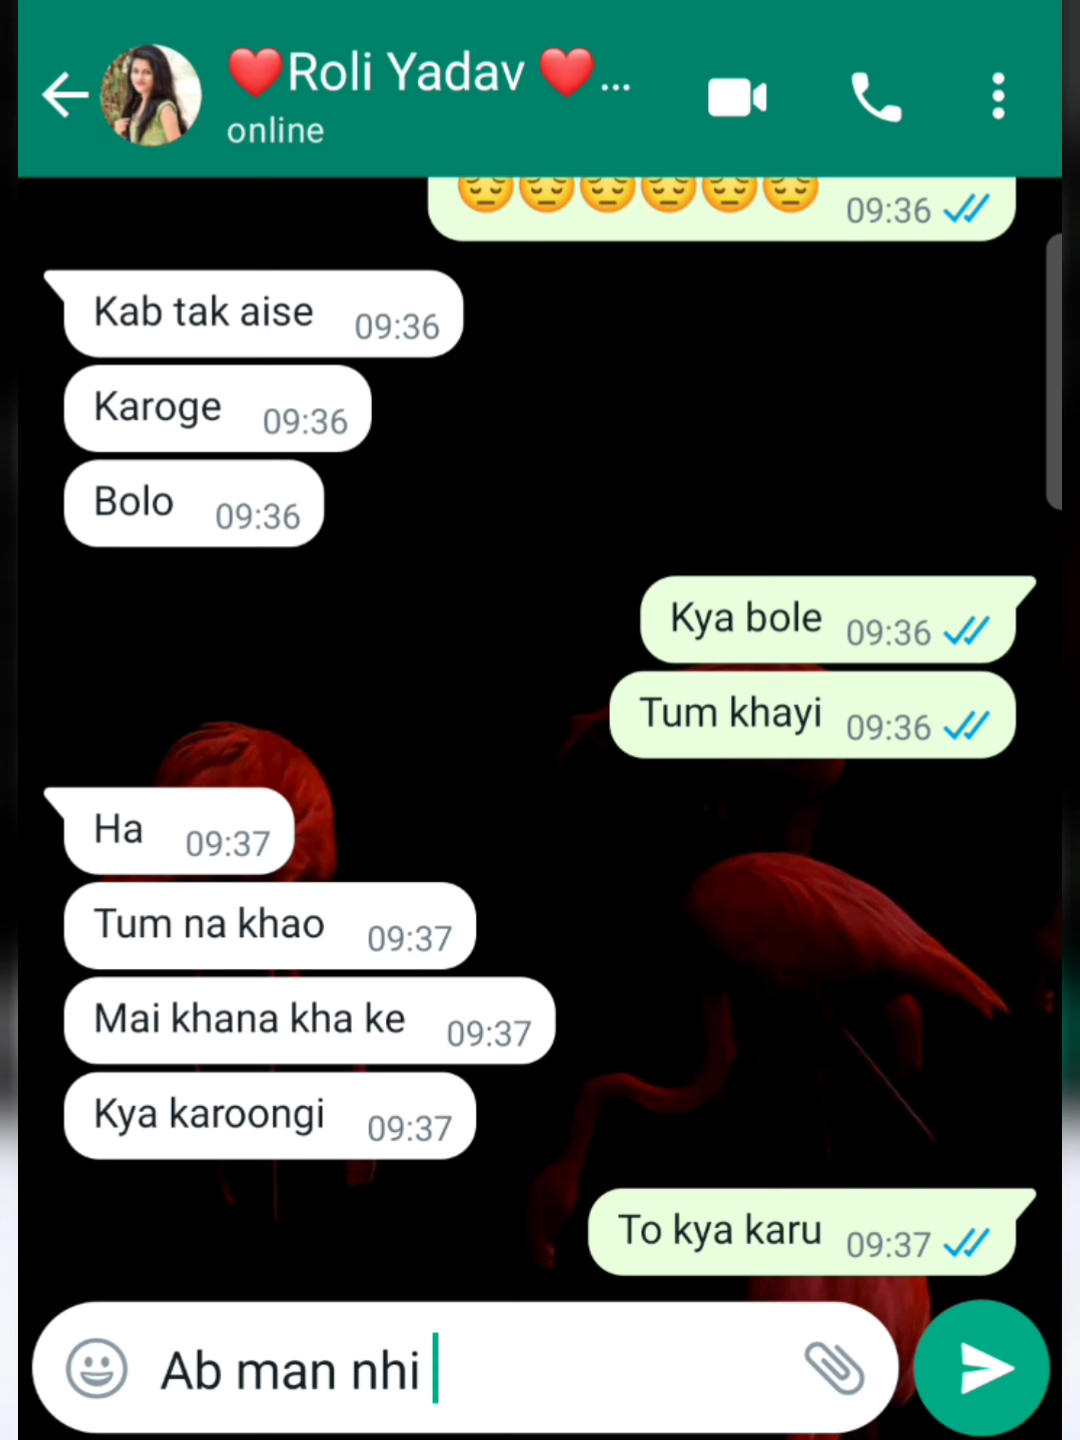 ❤️Roli Yadav ❤️...
online
😔😔😔😔😔😔 09:36
Kab tak aise 09:36
Karoge 09:36
Bolo 09:36
Kya bole 09:36
Tum khayi 09:36
Ha 09:37
Tum na khao 09:37
Mai khana kha ke 09:37
Kya karoongi 09:37
To kya karu 09:37
Ab man nhi